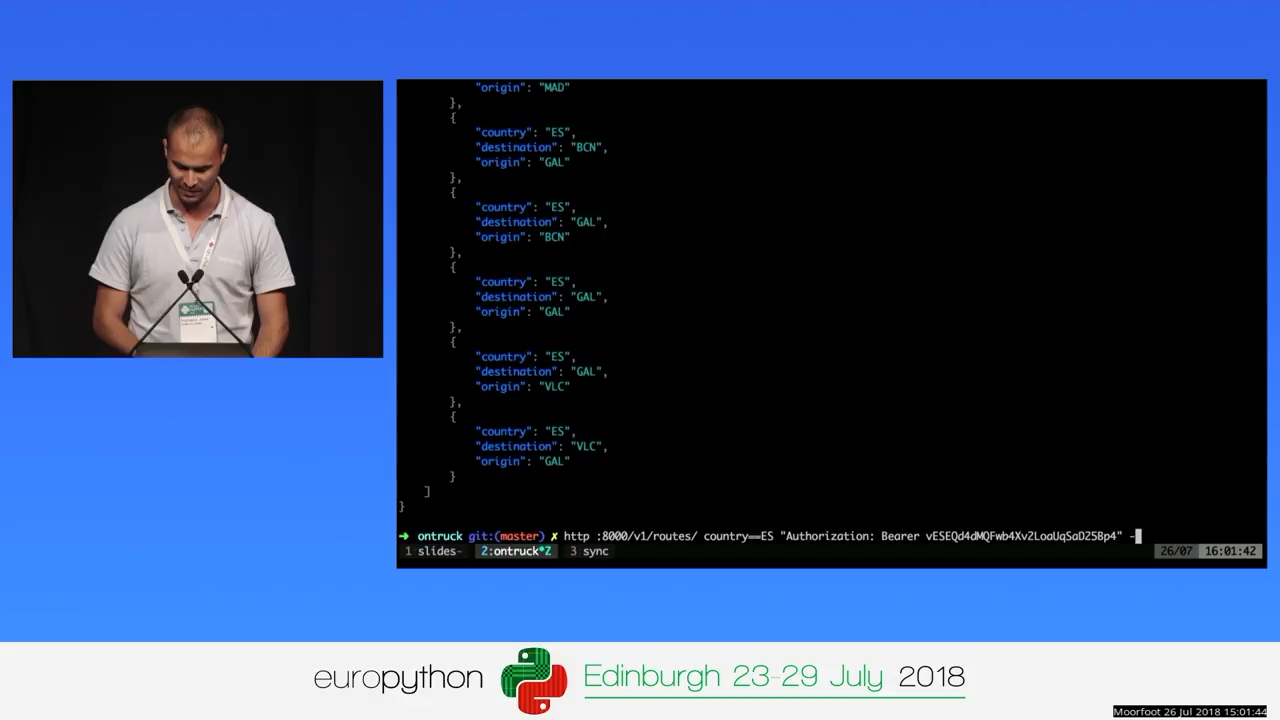 "origin": "MAD"
},
{
"country": "ES",
"destination": "BCN",
"origin": "GAL"
},
{
"country": "ES",
"destination": "GAL",
"origin": "BCN"
},
{
"country": "ES",
"destination": "GAL",
"origin": "GAL"
},
{
"country": "ES",
"destination": "GAL",
"origin": "VLC"
},
{
"country": "ES",
"destination": "VLC",
"origin": "GAL"
}
]
}
➜ ontruck git:(master) ✗ http :8000/v1/routes/ country==ES "Authorization: Bearer vESEQd4dMQFwb4Xv2LoaUqSaD25Bp4" -
1 slides- 2:ontruck*Z 3 sync 26/07 16:01:42
europython Edinburgh 23-29 July 2018
Moorfoot 26 Jul 2018 15:01:44